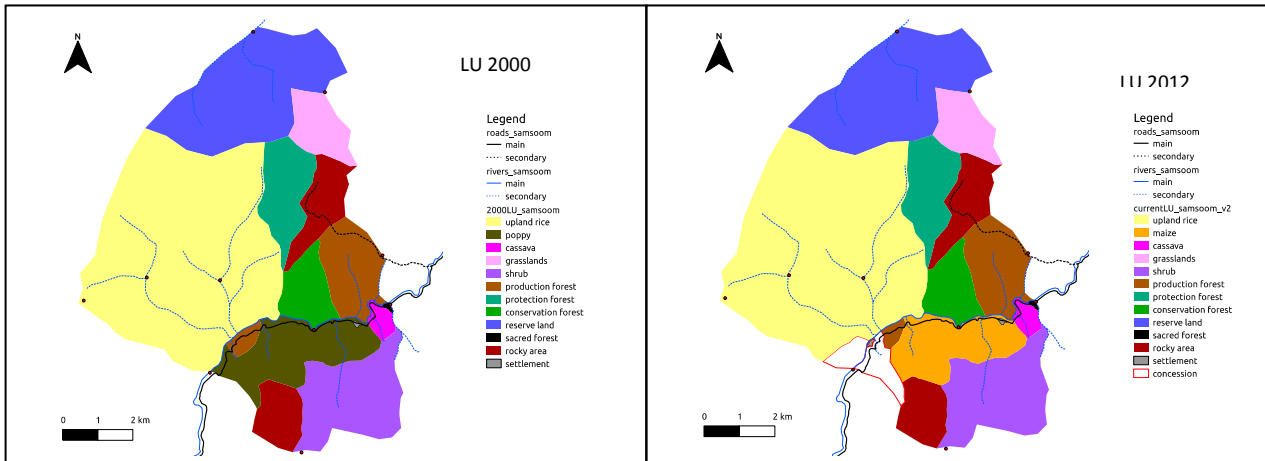 N
LU 2000
Legend
roads_samsoom
main
secondary
rivers_samsoom
main
secondary
2000LU_samsoom
upland rice
poppy
cassava
grasslands
shrub
production forest
protection forest
conservation forest
reserve land
sacred forest
rocky area
settlement
0 1 2 km
N
LU 2012
Legend
roads_samsoom
main
secondary
rivers_samsoom
main
secondary
currentLU_samsoom_v2
upland rice
maize
cassava
grasslands
shrub
production forest
protection forest
conservation forest
reserve land
sacred forest
rocky area
settlement
concession
0 1 2 km